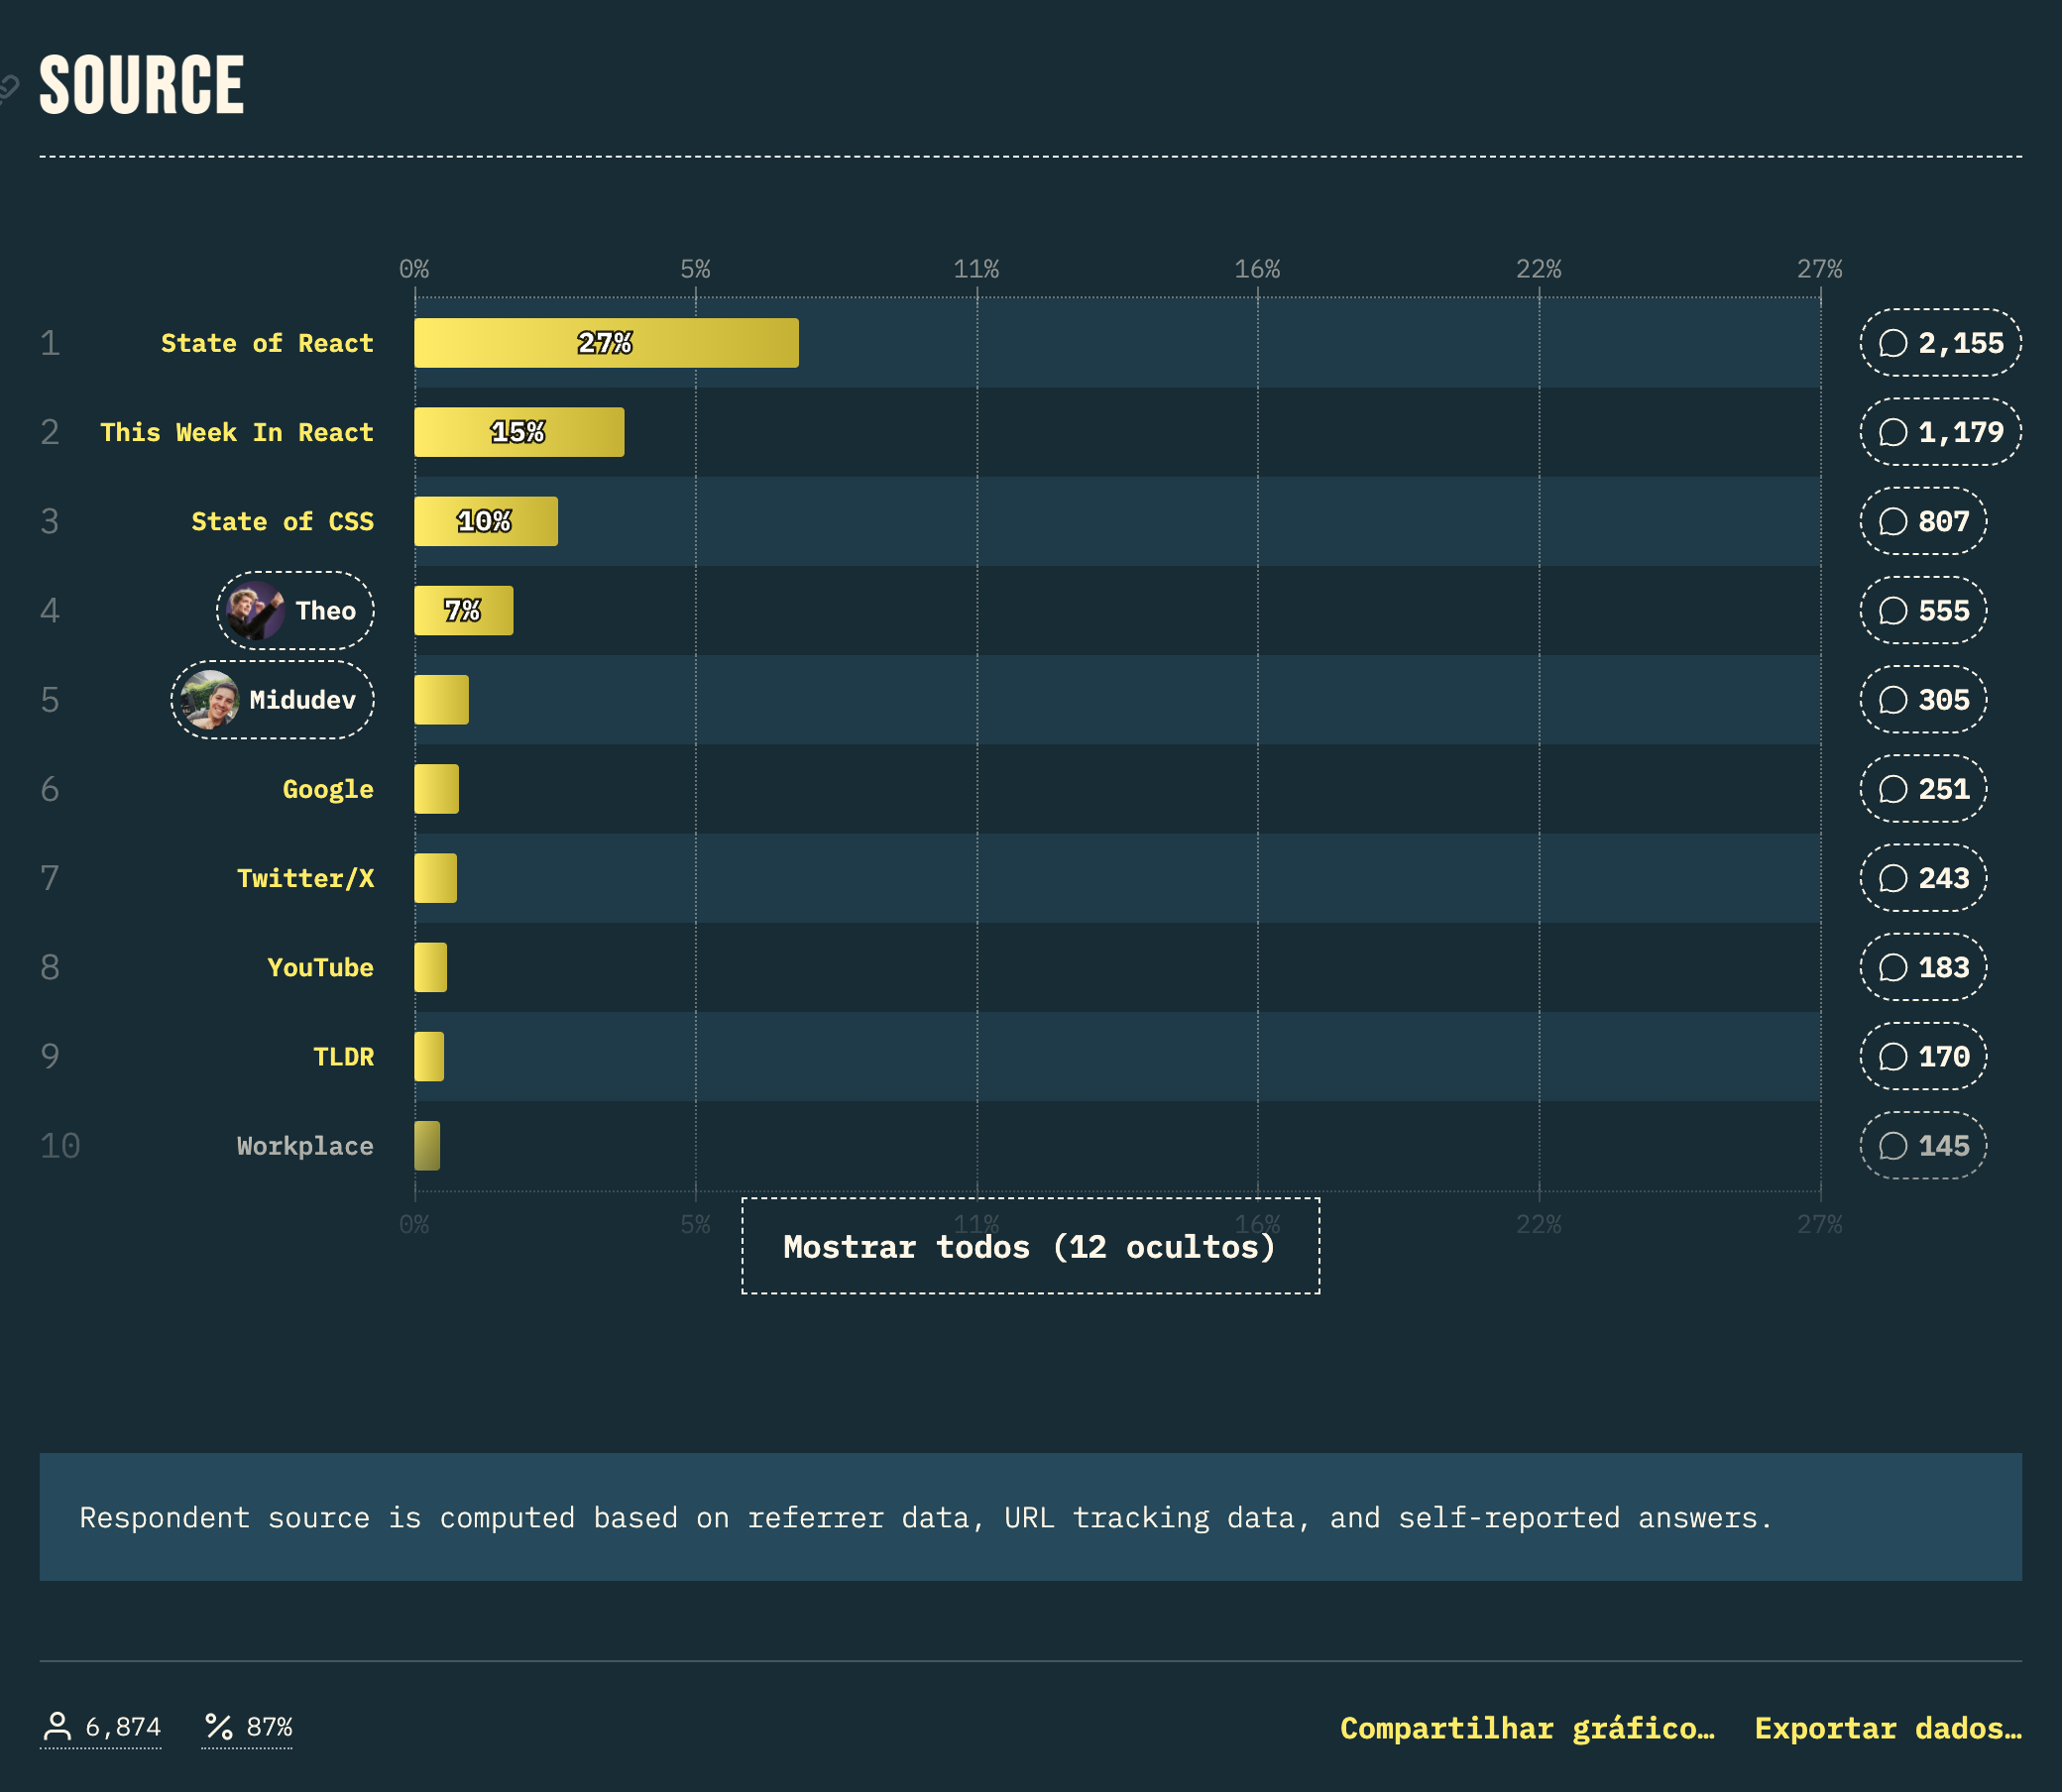 SOURCE
0% 5% 11% 16% 22% 27%
1 State of React 27% 2,155
2 This Week In React 15% 1,179
3 State of CSS 10% 807
4 Theo 7% 555
5 Midudev 305
6 Google 251
7 Twitter/X 243
8 YouTube 183
9 TLDR 170
10 Workplace 145
0% 5% 11% 16% 22% 27%
Mostrar todos (12 ocultos)
Respondent source is computed based on referrer data, URL tracking data, and self-reported answers.
6,874 87% Compartilhar gráfico… Exportar dados…